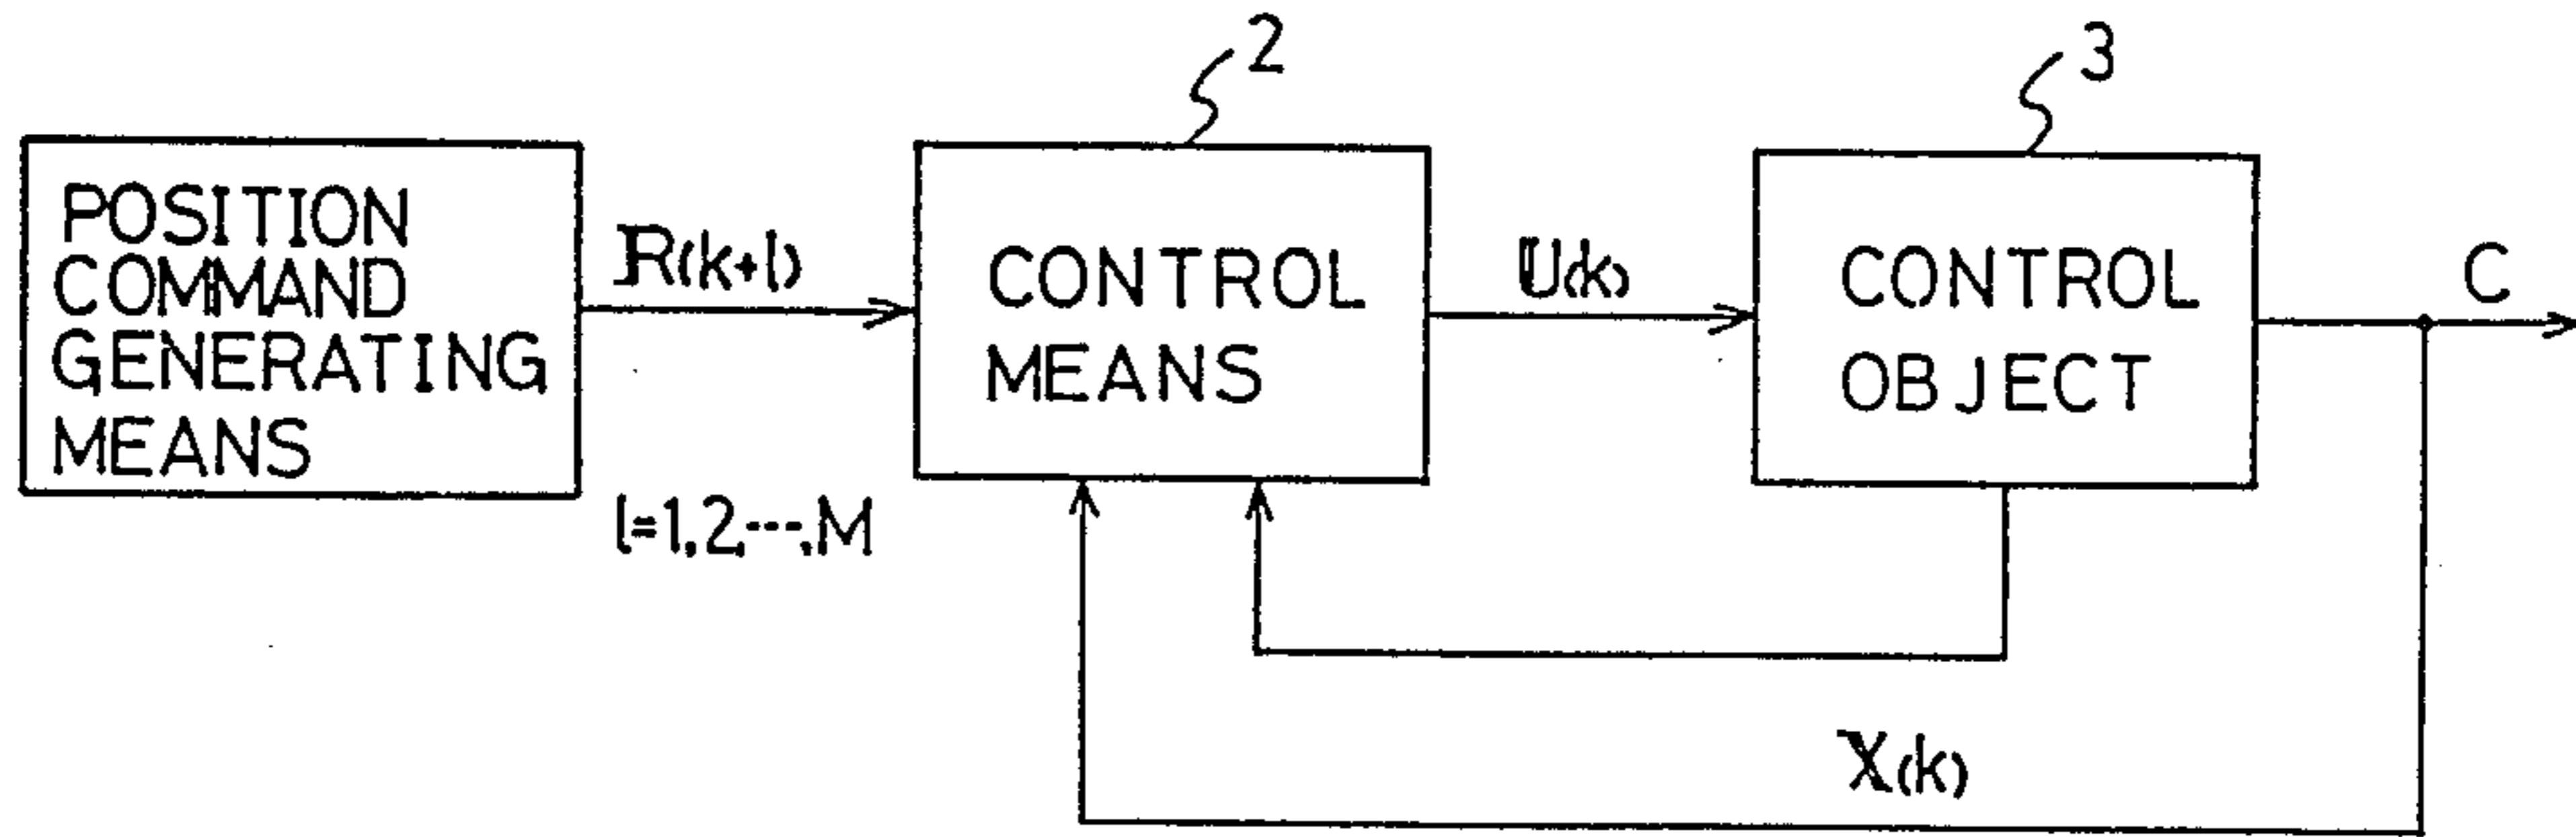 2
3
POSITION
COMMAND
GENERATING
MEANS
R(k+l)
l=1,2,---,M
CONTROL
MEANS
U(k)
CONTROL
OBJECT
C
X(k)